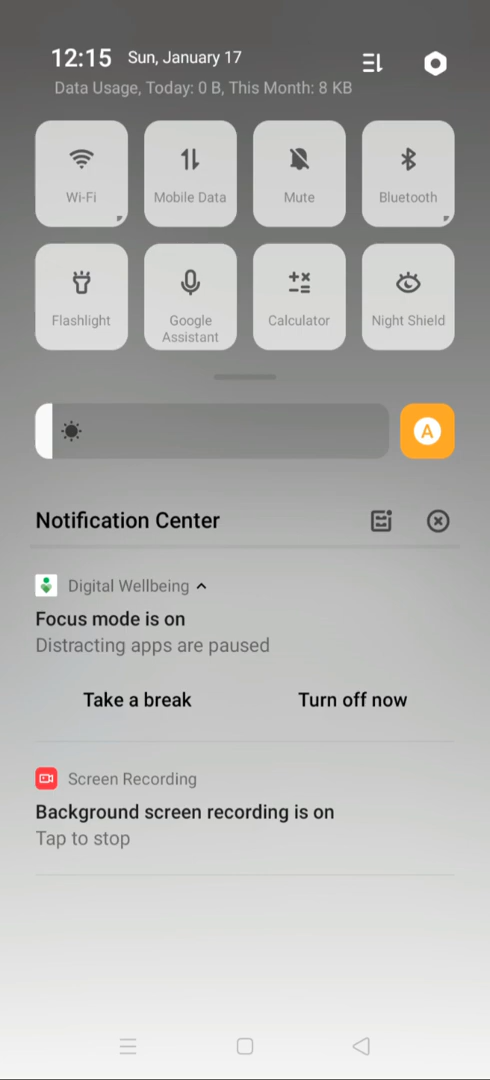 12:15 Sun, January 17
Data Usage, Today: 0 B, This Month: 8 KB
Wi-Fi
Mobile Data
Mute
Bluetooth
Flashlight
Google
Assistant
Calculator
Night Shield
A
Notification Center
Digital Wellbeing
Focus mode is on
Distracting apps are paused
Take a break
Turn off now
Screen Recording
Background screen recording is on
Tap to stop